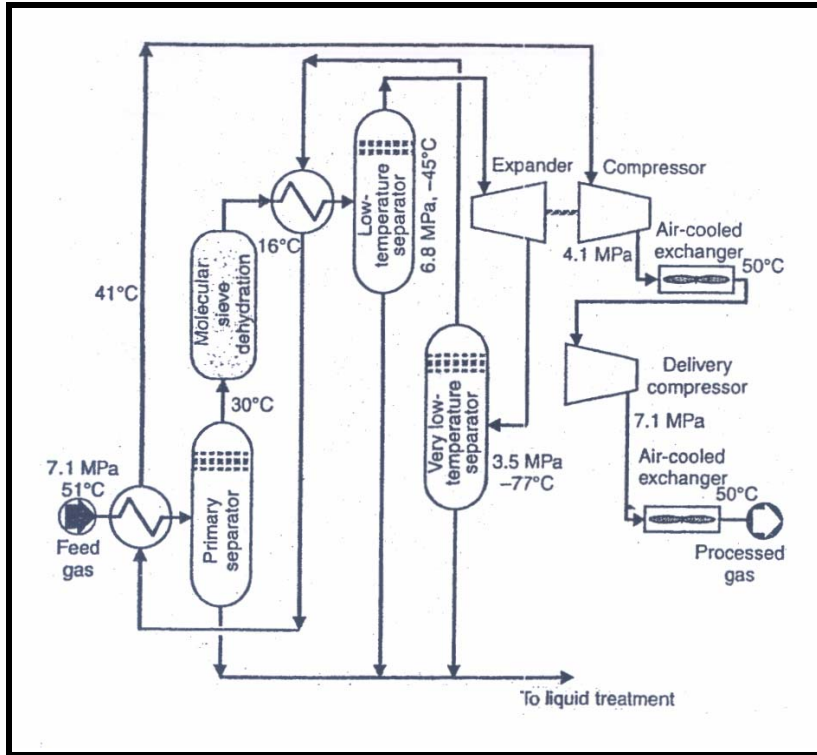 Expander
Compressor
Low-
temperature
separator
6.8 MPa, –45°C
Air-cooled
exchanger
4.1 MPa
50°C
16°C
Molecular
sieve
dehydration
41°C
Delivery
compressor
30°C
7.1 MPa
Very low-
temperature
separator
3.5 MPa
–77°C
Air-cooled
exchanger
50°C
7.1 MPa
51°C
Feed
gas
Primary
separator
Processed
gas
To liquid treatment